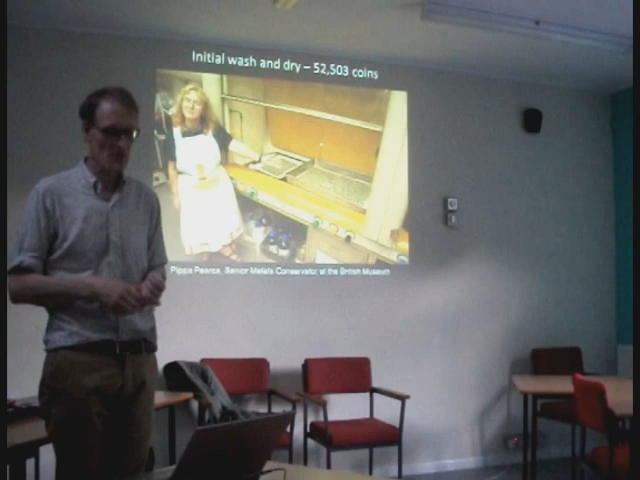 Initial wash and dry – 52,503 coins
Pippa Pearce, Senior Metals Conservator at the British Museum